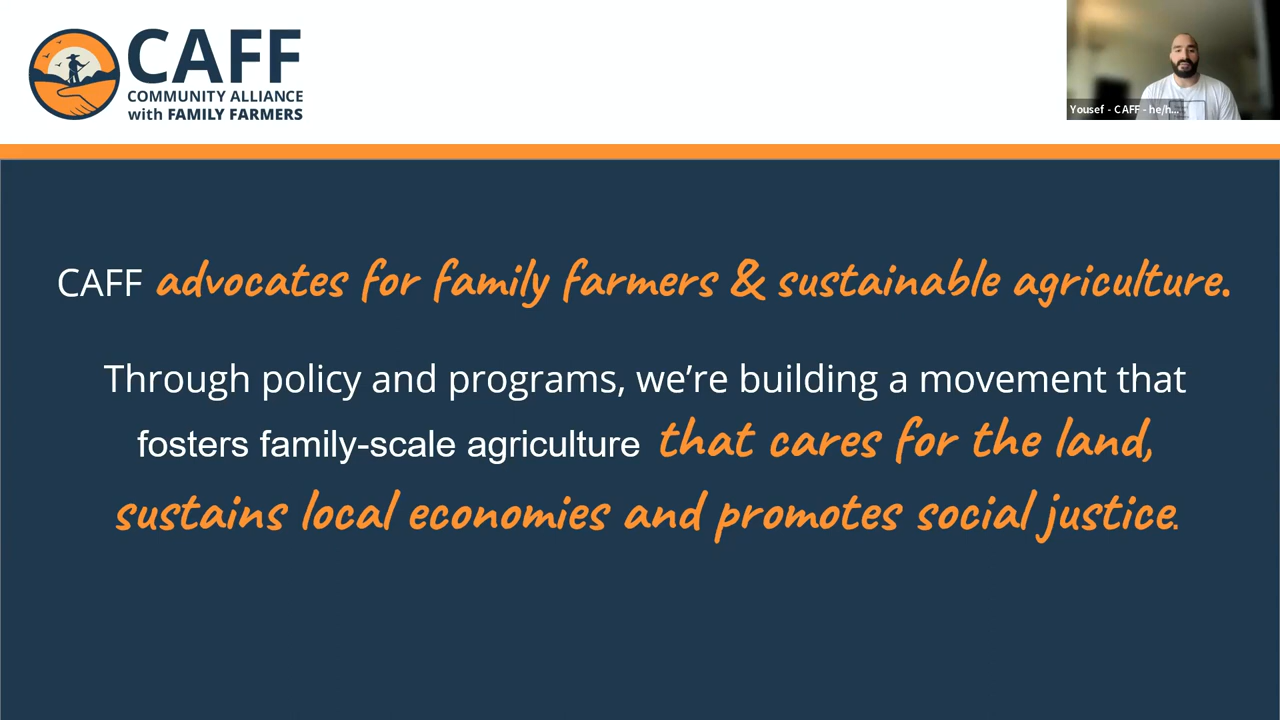 CAFF
COMMUNITY ALLIANCE
with FAMILY FARMERS
Yousef - CAFF - he/h...
CAFF advocates for family farmers & sustainable agriculture.
Through policy and programs, we’re building a movement that
fosters family-scale agriculture that cares for the land,
sustains local economies and promotes social justice.